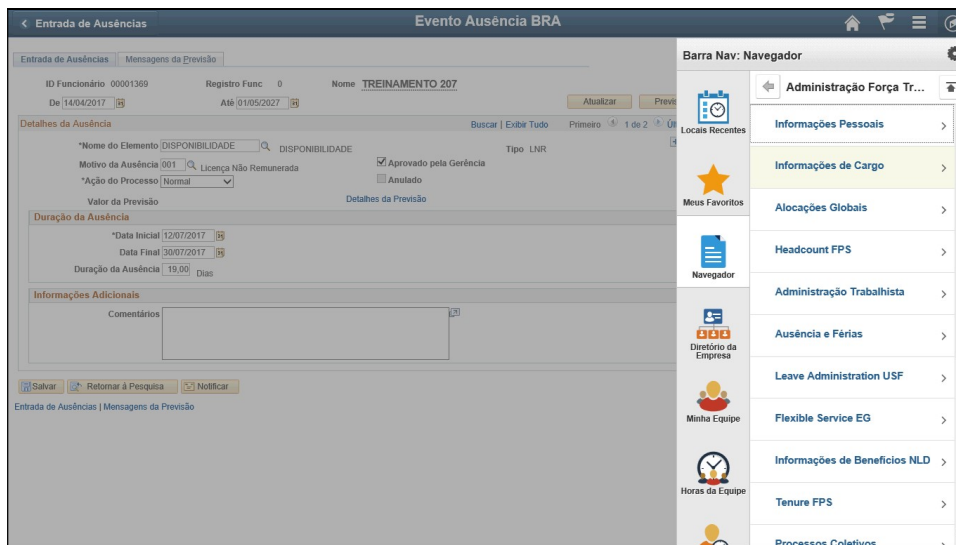 Entrada de Ausências
Evento Ausência BRA
Entrada de Ausências
Mensagens da Previsão
ID Funcionário 00001369 Registro Func 0 Nome TREINAMENTO 207
De 14/04/2017 Até 01/05/2027
Atualizar
Detalhes da Ausência Buscar | Exibir Tudo Primeiro 1 de 2
*Nome do Elemento DISPONIBILIDADE DISPONIBILIDADE Tipo LNR
Motivo da Ausência 001 Licença Não Remunerada Aprovado pela Gerência
*Ação do Processo Normal Anulado
Valor da Previsão Detalhes da Previsão
Duração da Ausência
*Data Inicial 12/07/2017
Data Final 30/07/2017
Duração da Ausência 19,00 Dias
Informações Adicionais
Comentários
Salvar Retornar à Pesquisa Notificar
Entrada de Ausências | Mensagens da Previsão
Barra Nav: Navegador
Locais Recentes
Meus Favoritos
Navegador
Diretório da
Empresa
Minha Equipe
Horas da Equipe
Administração Força Tr...
Informações Pessoais
Informações de Cargo
Alocações Globais
Headcount FPS
Administração Trabalhista
Ausência e Férias
Leave Administration USF
Flexible Service EG
Informações de Benefícios NLD
Tenure FPS
Processos Coletivos